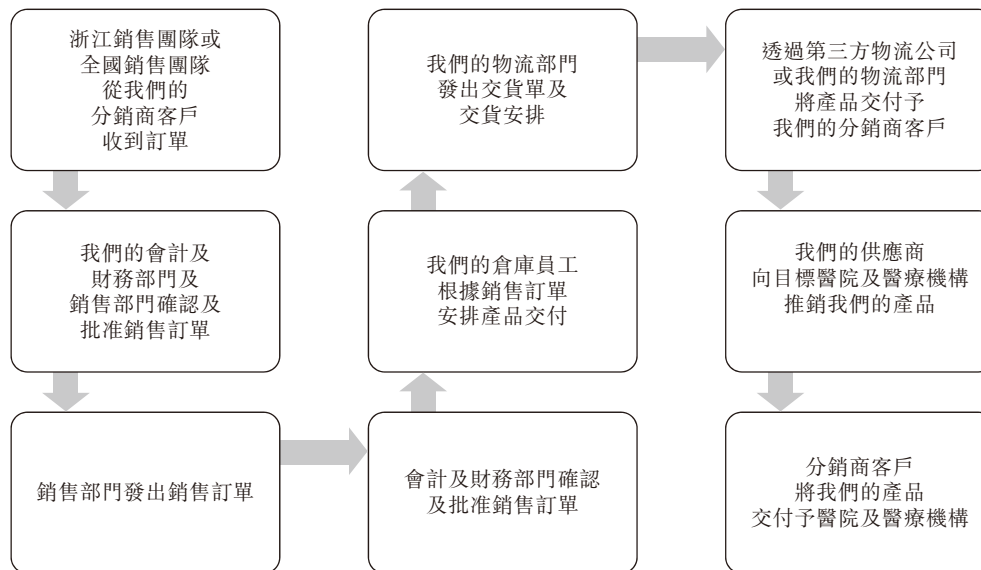 浙江銷售團隊或
全國銷售團隊
從我們的
分銷商客戶
收到訂單
我們的會計及
財務部門及
銷售部門確認及
批准銷售訂單
銷售部門發出銷售訂單
會計及財務部門確認
及批准銷售訂單
我們的倉庫員工
根據銷售訂單
安排產品交付
我們的物流部門
發出交貨單及
交貨安排
透過第三方物流公司
或我們的物流部門
將產品交付予
我們的分銷商客戶
我們的供應商
向目標醫院及醫療機構
推銷我們的產品
分銷商客戶
將我們的產品
交付予醫院及醫療機構